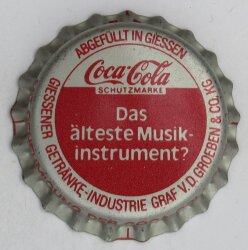 ABGEFÜLLT IN GIESSEN
Coca-Cola
SCHUTZMARKE
Das
älteste Musik-
instrument?
GIESSENER GETRÄNKE-INDUSTRIE GRAF V.D. GROEBEN & CO. KG